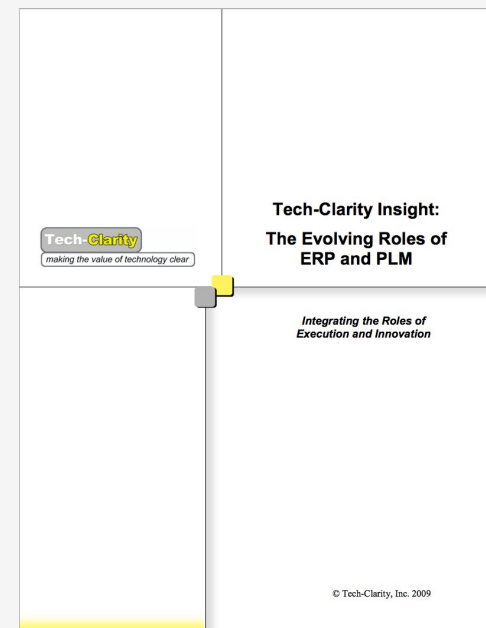 Tech-Clarity Insight:
The Evolving Roles of
ERP and PLM
Tech-Clarity
making the value of technology clear
Integrating the Roles of
Execution and Innovation
© Tech-Clarity, Inc. 2009